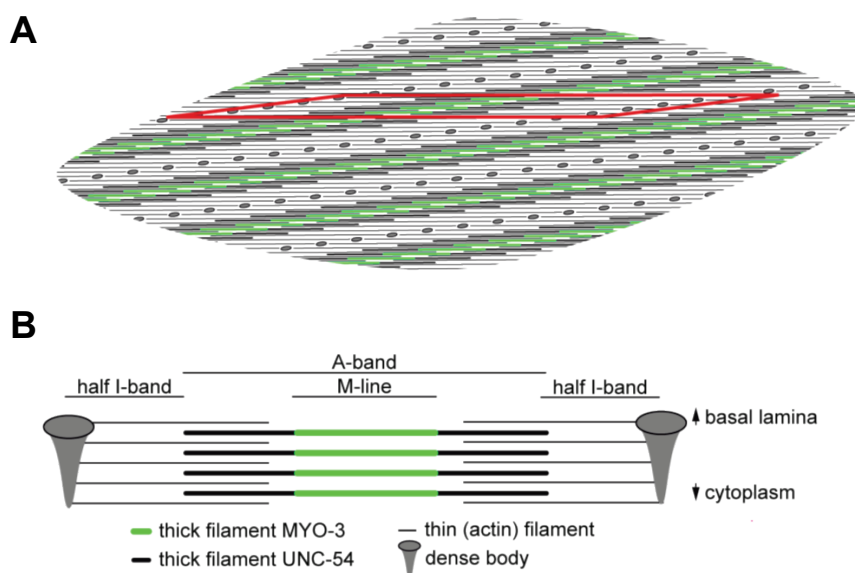 A
B
A-band
half I-band M-line half I-band
basal lamina
cytoplasm
thick filament MYO-3 thin (actin) filament
thick filament UNC-54 dense body